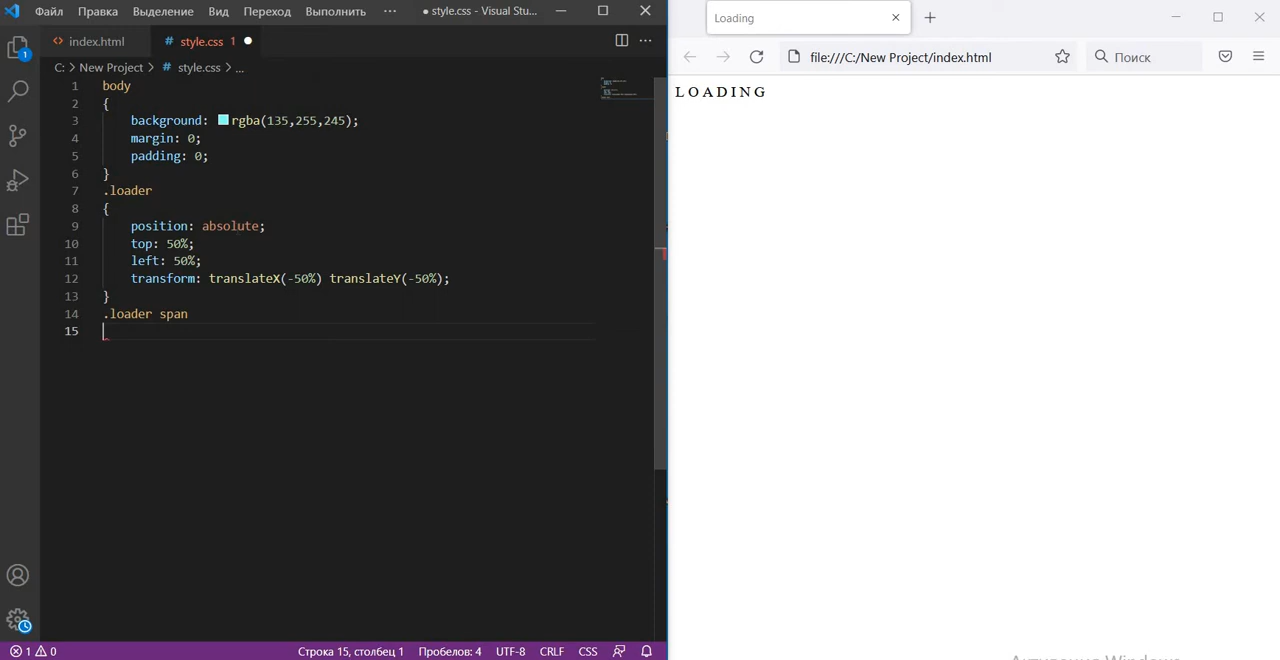 Файл Правка Выделение Вид Переход Выполнить ··· ● style.css - Visual Stu...
index.html # style.css 1
1
C: > New Project > # style.css > ...
1 body
2 {
3 background: rgba(135,255,245);
4 margin: 0;
5 padding: 0;
6 }
7 .loader
8 {
9 position: absolute;
10 top: 50%;
11 left: 50%;
12 transform: translateX(-50%) translateY(-50%);
13 }
14 .loader span
15
1 0 Строка 15, столбец 1 Пробелов: 4 UTF-8 CRLF CSS
Loading
file:///C:/New Project/index.html Поиск
L O A D I N G
Активация Windows